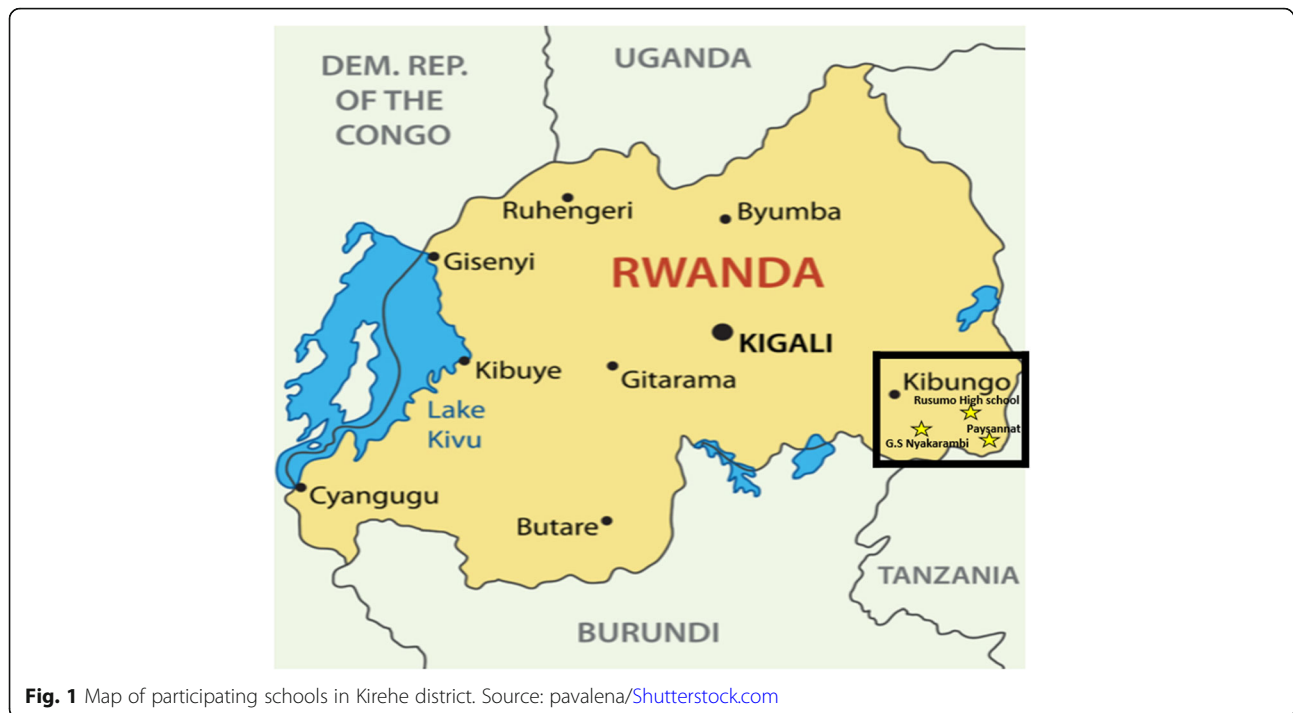 DEM. REP.
OF THE
CONGO
UGANDA
Ruhengeri
Byumba
Gisenyi
RWANDA
KIGALI
Kibuye
Gitarama
Kibungo
Rusumo High school
Lake
Kivu
Paysannat
G.S Nyakarambi
Cyangugu
Butare
TANZANIA
BURUNDI
Fig. 1 Map of participating schools in Kirehe district. Source: pavalena/Shutterstock.com